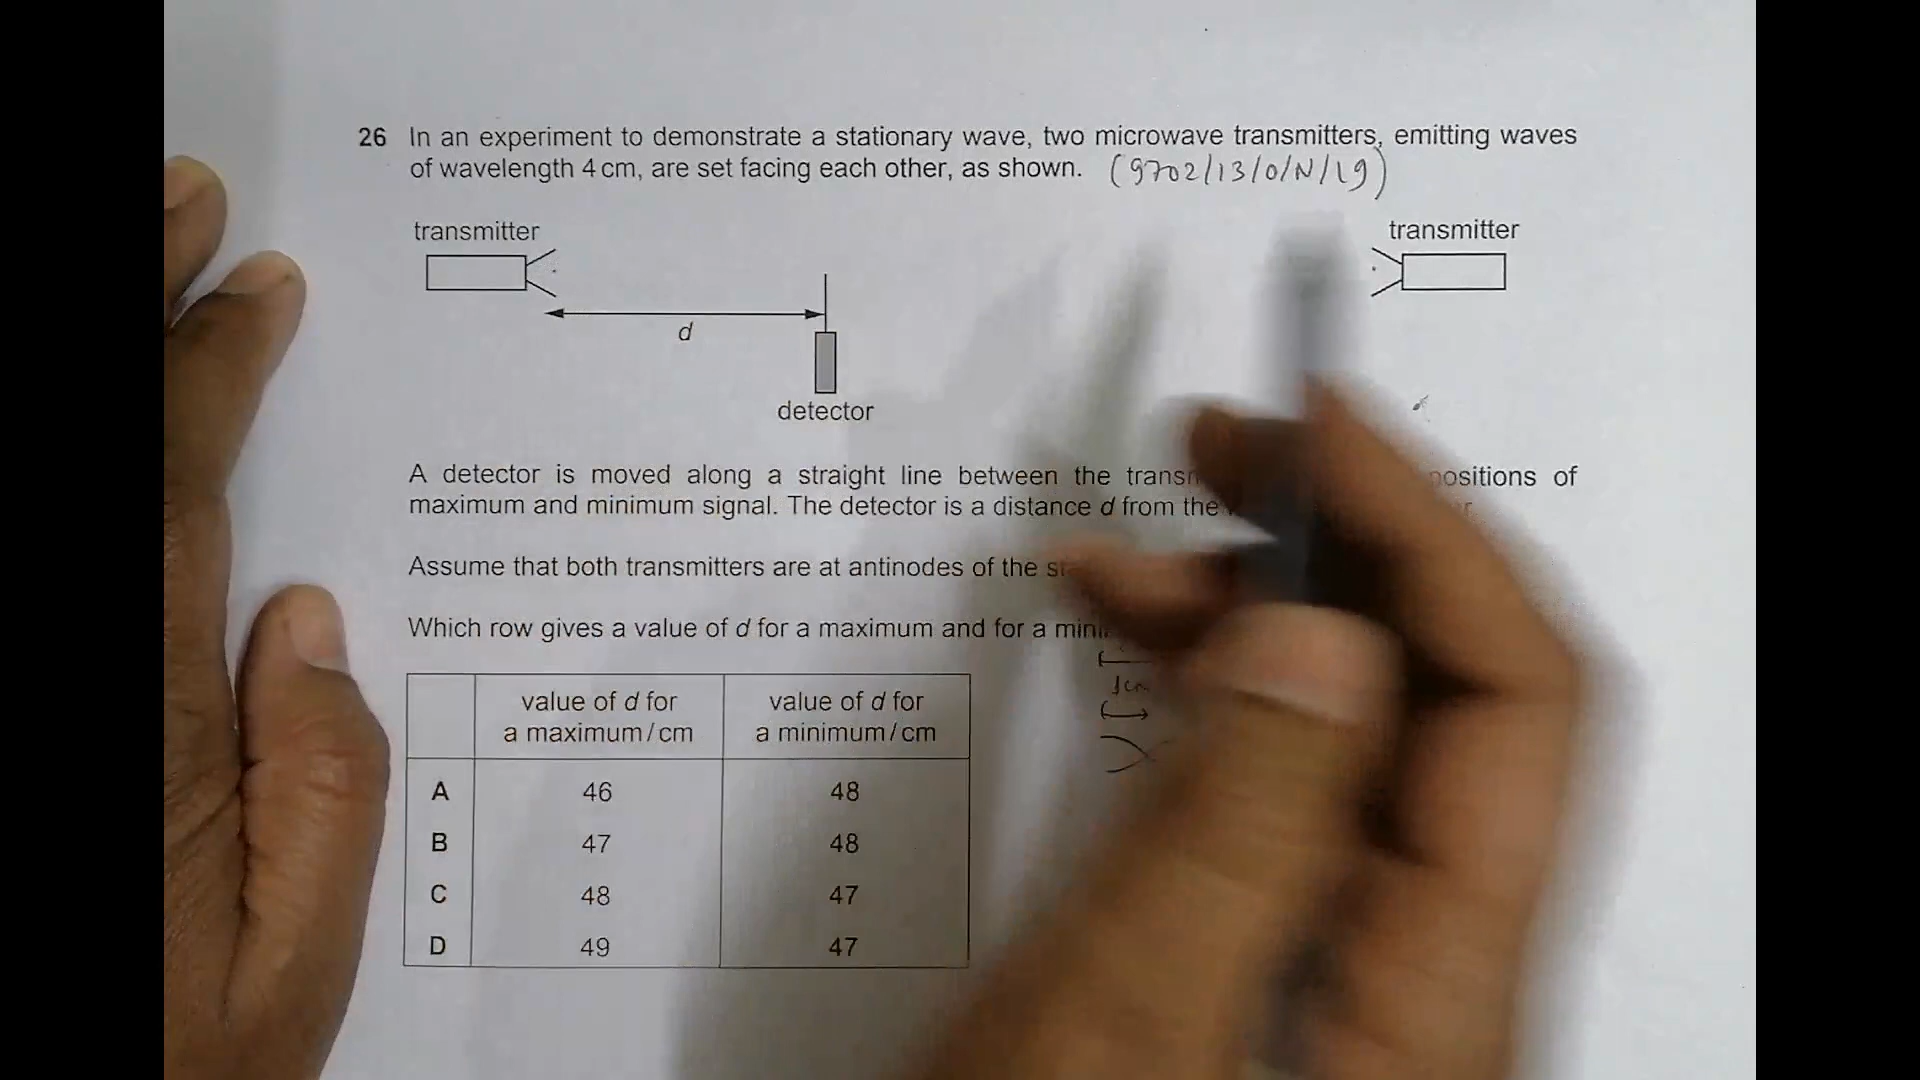 26 In an experiment to demonstrate a stationary wave, two microwave transmitters, emitting waves
of wavelength 4 cm, are set facing each other, as shown. (9702/13/O/N/19)
transmitter
transmitter
d
detector
A detector is moved along a straight line between the ositions of
maximum and minimum signal. The detector is a distance d from the
Assume that both transmitters are at antinodes of the
Which row gives a value of d for a maximum and for a
1cm
value of d for
a maximum/cm
value of d for
a minimum/cm
A 46 48
B 47 48
C 48 47
D 49 47